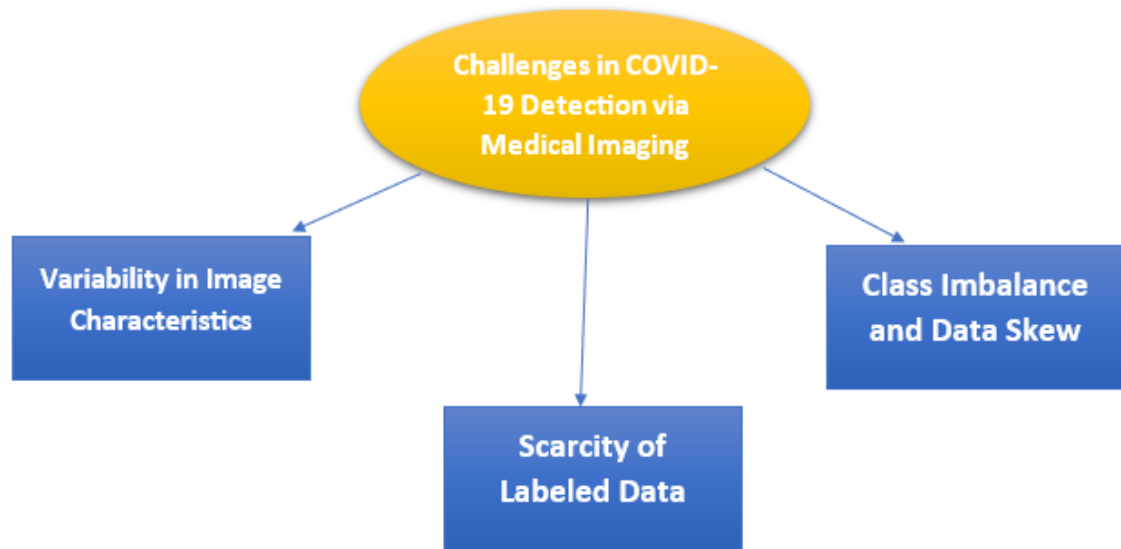 Challenges in COVID-
19 Detection via
Medical Imaging
Variability in Image
Characteristics
Class Imbalance
and Data Skew
Scarcity of
Labeled Data